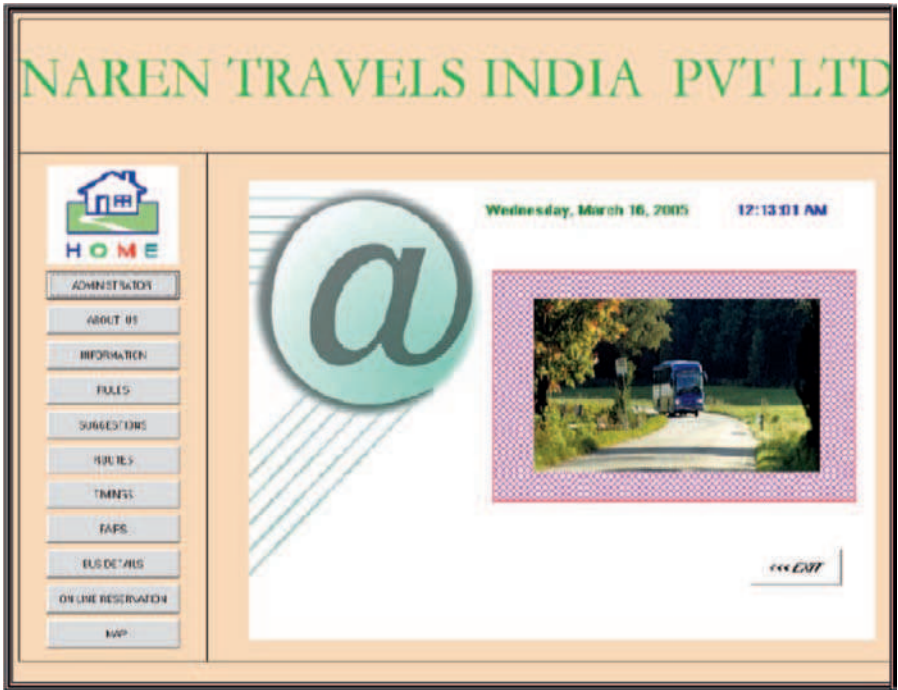 NAREN TRAVELS INDIA PVT LTD
HOME
Wednesday, March 16, 2005 12:13:01 AM
@
ADMINISTRATOR
ABOUT US
INFORMATION
RULES
SUGGESTIONS
ROUTES
TIMINGS
BUS DETAILS
ON LINE RESERVATION
MAP
<<< EXIT